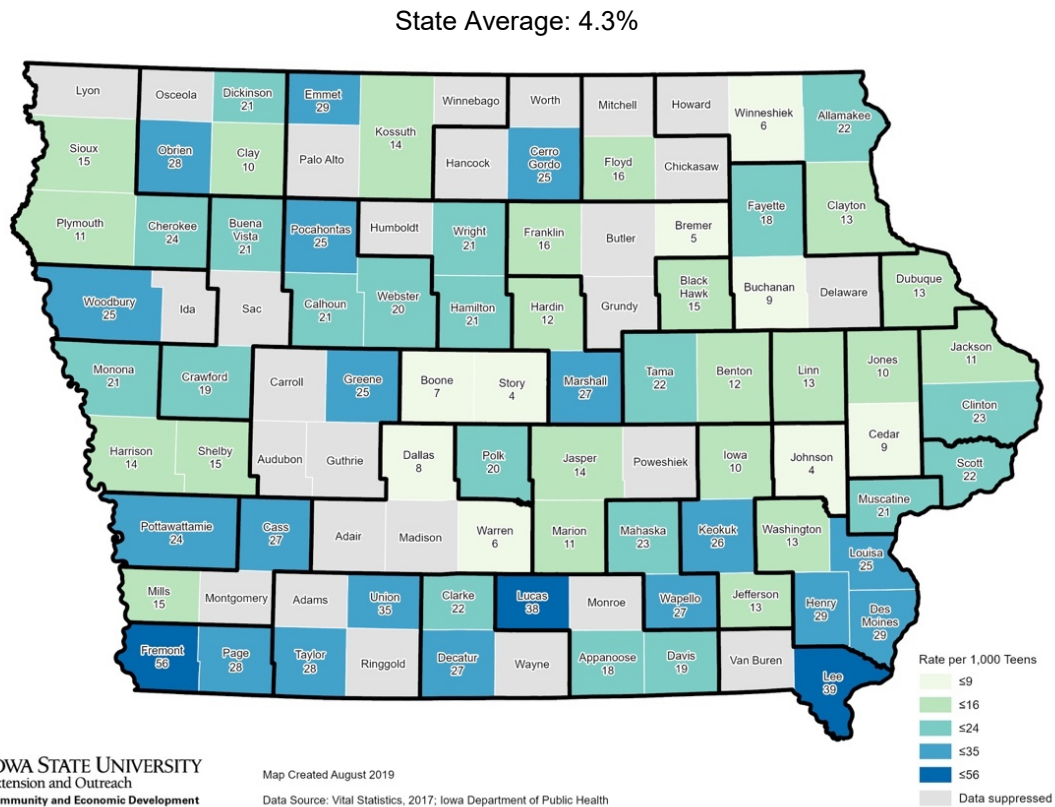 State Average: 4.3%
Lyon
Osceola
Dickinson
21
Emmet
29
Kossuth
14
Winnebago
Worth
Mitchell
Howard
Winneshiek
6
Allamakee
22
Sioux
15
Obrien
28
Clay
10
Palo Alto
Hancock
Cerro
Gordo
25
Floyd
16
Chickasaw
Plymouth
11
Cherokee
24
Buena
Vista
21
Pocahontas
25
Humboldt
Wright
21
Franklin
16
Butler
Bremer
5
Fayette
18
Clayton
13
Woodbury
25
Ida
Sac
Calhoun
21
Webster
20
Hamilton
21
Hardin
12
Grundy
Black
Hawk
15
Buchanan
9
Delaware
Dubuque
13
Monona
21
Crawford
19
Carroll
Greene
25
Boone
7
Story
4
Marshall
27
Tama
22
Benton
12
Linn
13
Jones
10
Jackson
11
Clinton
23
Cedar
9
Harrison
14
Shelby
15
Audubon
Guthrie
Dallas
8
Polk
20
Jasper
14
Poweshiek
Iowa
10
Johnson
4
Scott
22
Muscatine
21
Pottawattamie
24
Cass
27
Adair
Madison
Warren
6
Marion
11
Mahaska
23
Keokuk
26
Washington
13
Louisa
25
Mills
15
Montgomery
Adams
Union
35
Clarke
22
Lucas
38
Monroe
Wapello
27
Jefferson
13
Henry
29
Des
Moines
29
Fremont
56
Page
28
Taylor
28
Ringgold
Decatur
27
Wayne
Appanoose
18
Davis
19
Van Buren
Lee
39
Rate per 1,000 Teens
≤9
≤16
≤24
≤35
≤56
Data suppressed
OWA STATE UNIVERSITY
tension and Outreach
mmunity and Economic Development
Map Created August 2019
Data Source: Vital Statistics, 2017; Iowa Department of Public Health